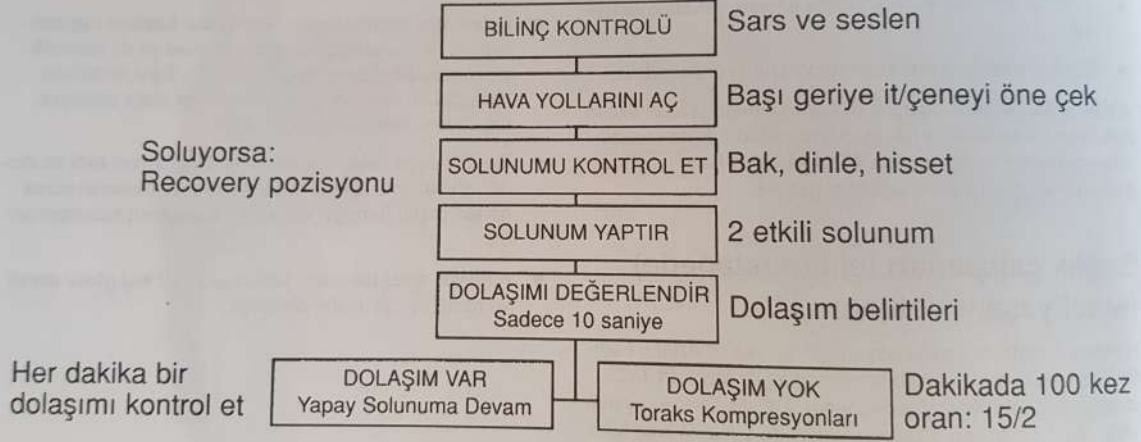 BİLİNÇ KONTROLÜ
Sars ve seslen
HAVA YOLLARINI AÇ
Başı geriye it/çeneyi öne çek
Soluyorsa:
Recovery pozisyonu
SOLUNUMU KONTROL ET
Bak, dinle, hisset
SOLUNUM YAPTIR
2 etkili solunum
DOLAŞIMI DEĞERLENDİR
Sadece 10 saniye
Dolaşım belirtileri
Her dakika bir
dolaşımı kontrol et
DOLAŞIM VAR
Yapay Solunuma Devam
DOLAŞIM YOK
Toraks Kompresyonları
Dakikada 100 kez
oran: 15/2